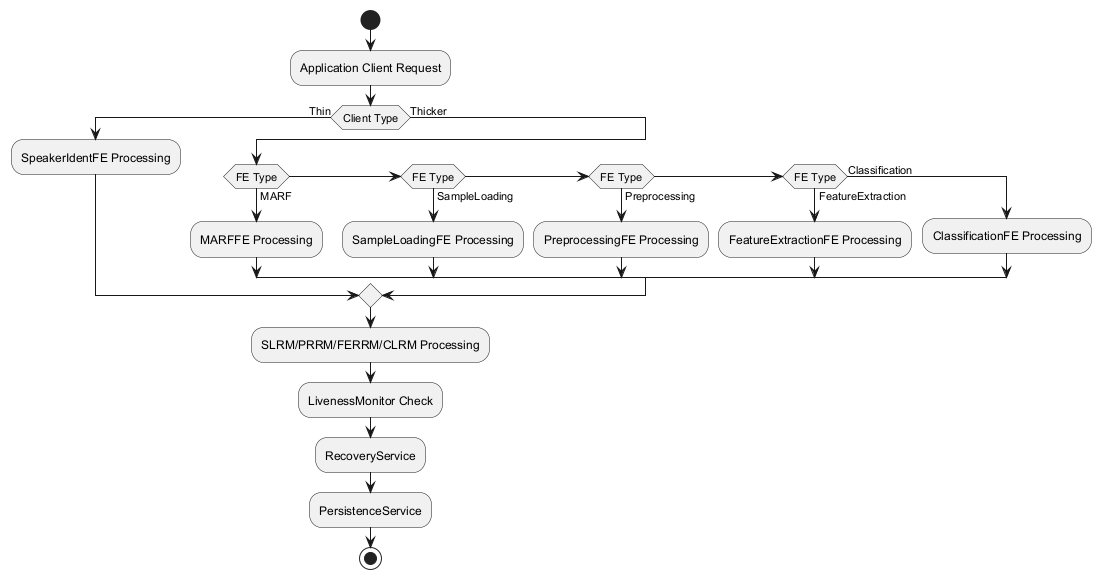 Application Client Request
Thin
Client Type
Thicker
SpeakerIdentFE Processing
FE Type
FE Type
FE Type
FE Type
Classification
MARF
SampleLoading
Preprocessing
FeatureExtraction
MARFFE Processing
SampleLoadingFE Processing
PreprocessingFE Processing
FeatureExtractionFE Processing
ClassificationFE Processing
SLRM/PRRM/FERRM/CLRM Processing
LivenessMonitor Check
RecoveryService
PersistenceService